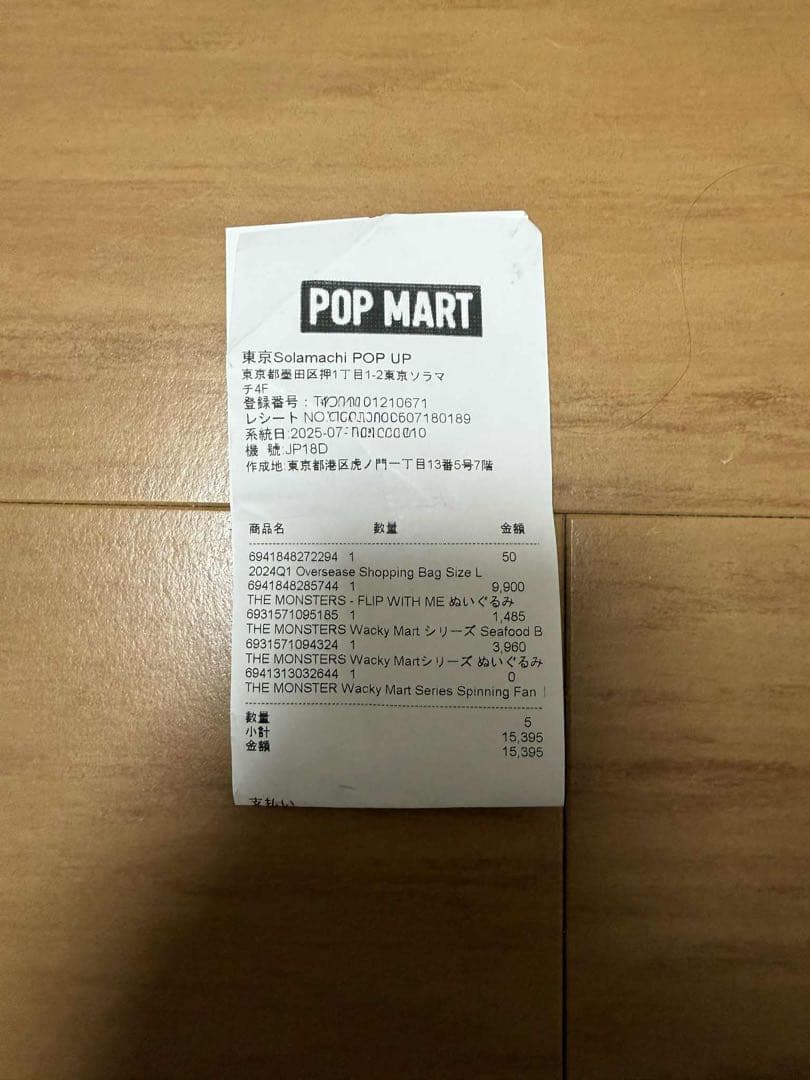 POP MART
東京Solamachi POP UP
東京都墨田区押1丁目1-2東京ソラマ
チ4F
登録番号:
レシート NO.
系統日:2025-07-
機 號:JP18D
作成地:東京都港区虎ノ門一丁目13番5号7階
商品名 数量 金額
6941848272294 1 50
2024Q1 Oversease Shopping Bag Size L
6941848285744 1 9,900
THE MONSTERS - FLIP WITH ME ぬいぐるみ
6931571095185 1 1,485
THE MONSTERS Wacky Mart シリーズ Seafood B
6931571094324 1 3,960
THE MONSTERS Wacky Martシリーズ ぬいぐるみ
6941313032644 1 0
THE MONSTER Wacky Mart Series Spinning Fan
数量 5
小計 15,395
金額 15,395
支払い